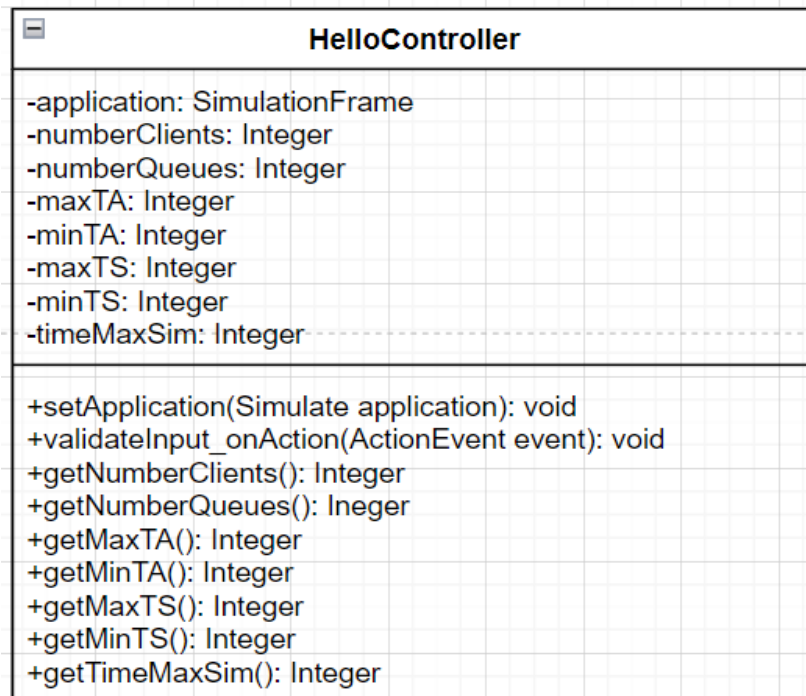 HelloController
-application: SimulationFrame
-numberClients: Integer
-numberQueues: Integer
-maxTA: Integer
-minTA: Integer
-maxTS: Integer
-minTS: Integer
-timeMaxSim: Integer
+setApplication(Simulate application): void
+validateInput_onAction(ActionEvent event): void
+getNumberClients(): Integer
+getNumberQueues(): Ineger
+getMaxTA(): Integer
+getMinTA(): Integer
+getMaxTS(): Integer
+getMinTS(): Integer
+getTimeMaxSim(): Integer